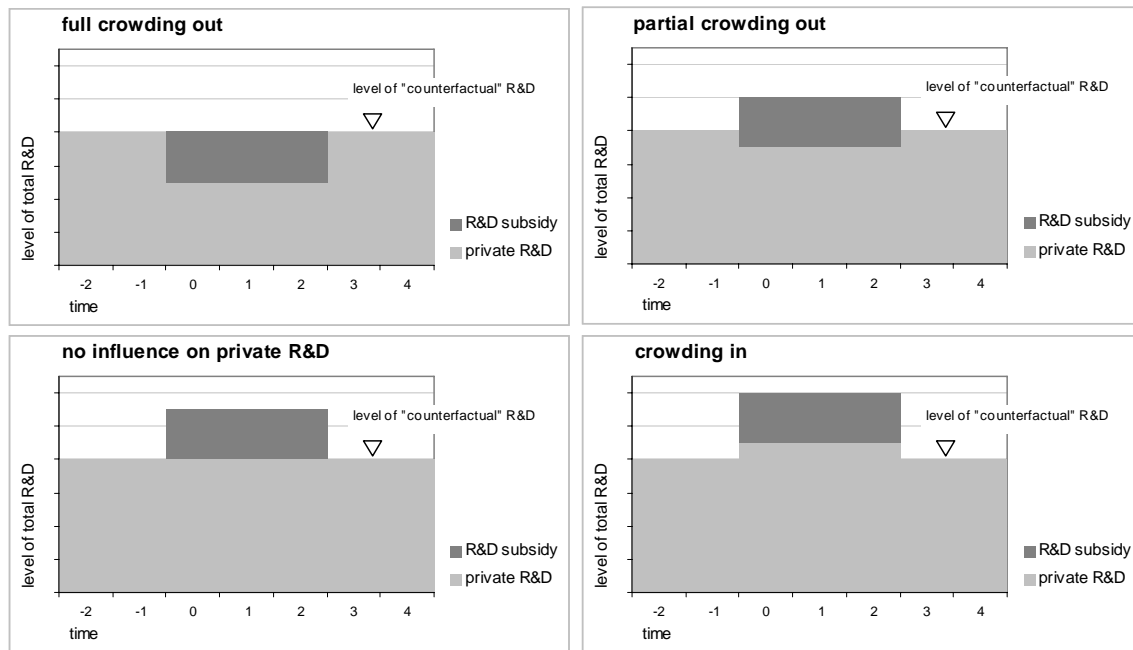 full crowding out
level of "counterfactual" R&D
level of total R&D
R&D subsidy
private R&D
-2 -1 0 1 2 3 4
time
partial crowding out
level of "counterfactual" R&D
level of total R&D
R&D subsidy
private R&D
-2 -1 0 1 2 3 4
time
no influence on private R&D
level of "counterfactual" R&D
level of total R&D
R&D subsidy
private R&D
-2 -1 0 1 2 3 4
time
crowding in
level of "counterfactual" R&D
level of total R&D
R&D subsidy
private R&D
-2 -1 0 1 2 3 4
time